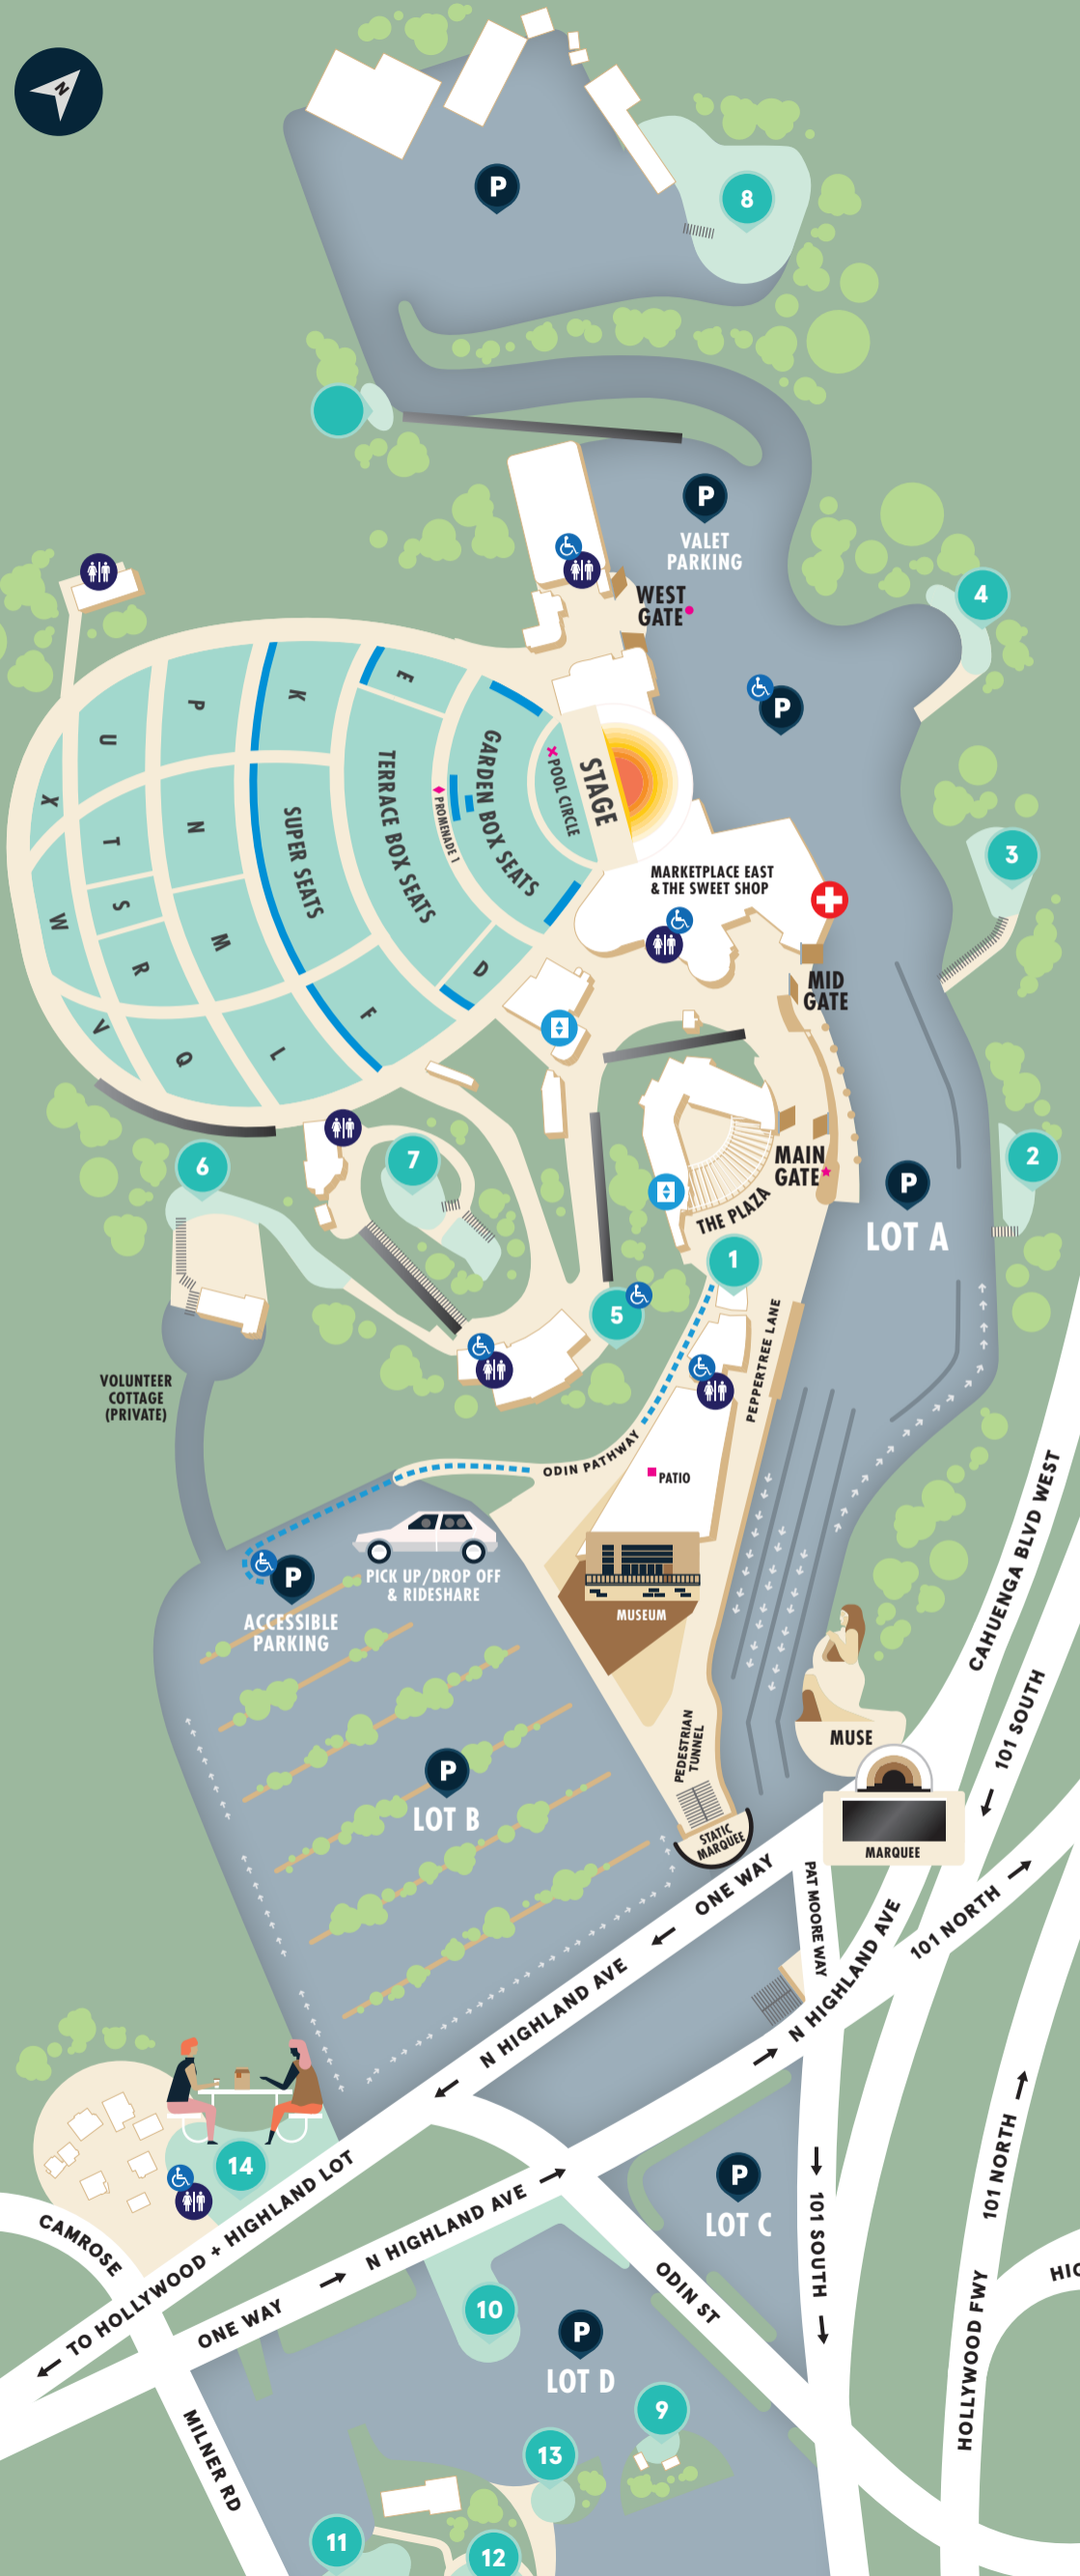 N
P
8
P
VALET
PARKING
WEST
GATE
4
P
E
K
P
U
X
GARDEN BOX SEATS
POOL CIRCLE
STAGE
TERRACE BOX SEATS
PROMENADE 1
SUPER SEATS
N
T
S
W
M
R
D
F
V
Q
L
MARKETPLACE EAST
& THE SWEET SHOP
3
MID
GATE
6
7
2
MAIN
GATE
THE PLAZA
P
LOT A
1
5
PEPPERTREE LANE
VOLUNTEER
COTTAGE
(PRIVATE)
ODIN PATHWAY
PATIO
P
ACCESSIBLE
PARKING
PICK UP/DROP OFF
& RIDESHARE
MUSEUM
CAHUENGA BLVD WEST
101 SOUTH
MUSE
PEDESTRIAN
TUNNEL
P
LOT B
STATIC
MARQUEE
MARQUEE
ONE WAY
PAT MOORE WAY
N HIGHLAND AVE
101 NORTH
N HIGHLAND AVE
14
TO HOLLYWOOD + HIGHLAND LOT
CAMROSE
N HIGHLAND AVE
ONE WAY
P
LOT C
101 SOUTH
101 NORTH
ODIN ST
10
P
LOT D
HOLLYWOOD FWY
HIG
9
13
MILNER RD
11
12